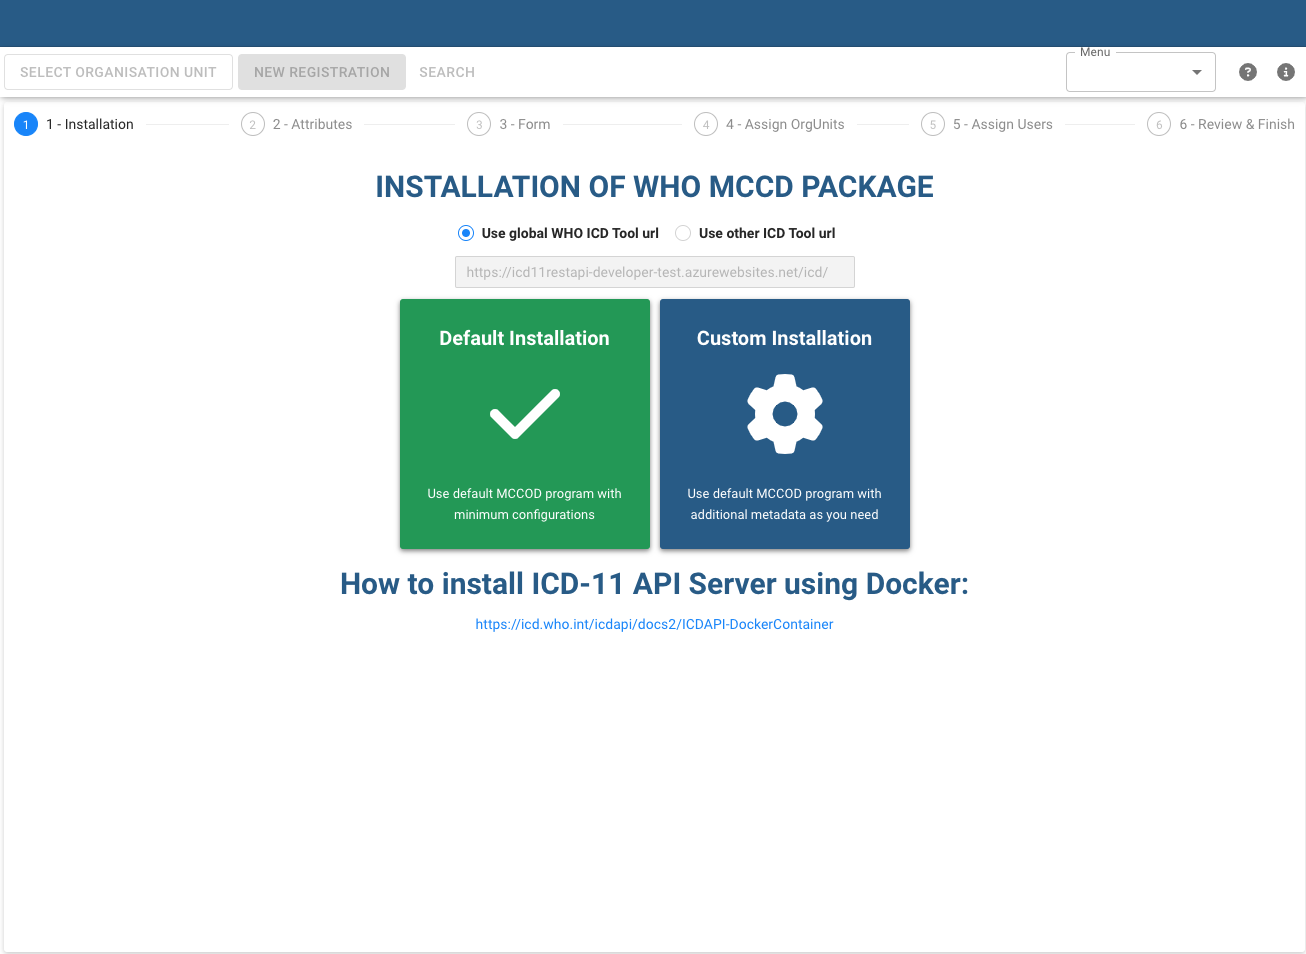 Menu
SELECT ORGANISATION UNIT
NEW REGISTRATION
SEARCH
?
i
1 1 - Installation
2 2 - Attributes
3 3 - Form
4 4 - Assign OrgUnits
5 5 - Assign Users
6 6 - Review & Finish
INSTALLATION OF WHO MCCD PACKAGE
Use global WHO ICD Tool url
Use other ICD Tool url
https://icd11restapi-developer-test.azurewebsites.net/icd/
Default Installation
Use default MCCOD program with
minimum configurations
Custom Installation
Use default MCCOD program with
additional metadata as you need
How to install ICD-11 API Server using Docker:
https://icd.who.int/icdapi/docs2/ICDAPI-DockerContainer